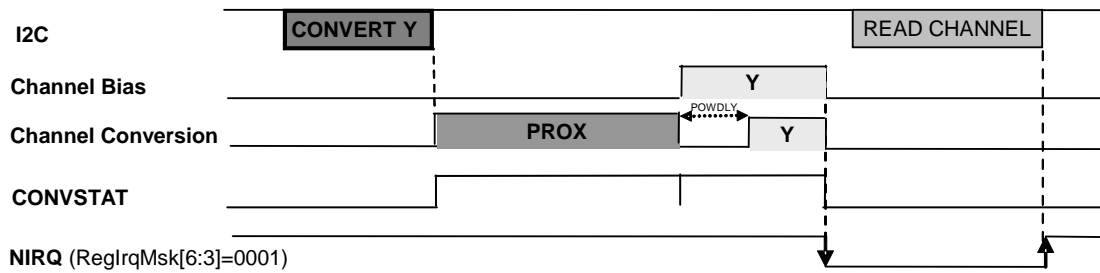 I2C CONVERT Y READ CHANNEL
Channel Bias Y
POWDLY
Channel Conversion PROX Y
CONVSTAT
NIRQ (RegIrqMsk[6:3]=0001)